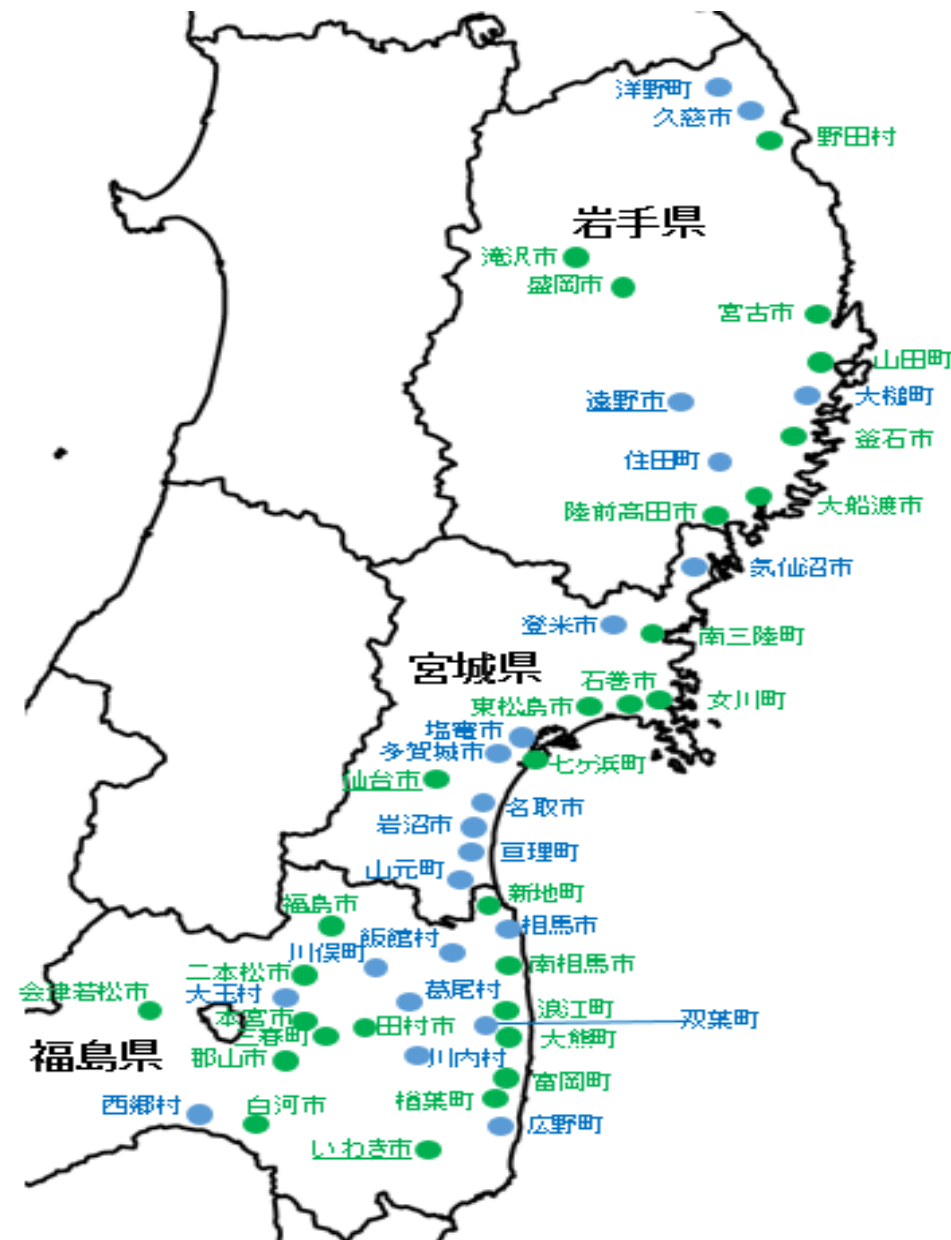 洋野町
久慈市
野田村
岩手県
滝沢市
盛岡市
宮古市
山田町
遠野市
大槌町
釜石市
住田町
大船渡市
陸前高田市
気仙沼市
登米市
南三陸町
宮城県
石巻市
女川町
東松島市
塩竈市
多賀城市
七ヶ浜町
仙台市
名取市
岩沼市
亘理町
山元町
新地町
福島市
相馬市
飯館村
川俣町
南相馬市
二本松市
会津若松市
大玉村
葛尾村
浪江町
本宮市
田村市
双葉町
三春町
大熊町
福島県
郡山市
川内村
富岡町
楢葉町
西郷村
白河市
広野町
いわき市